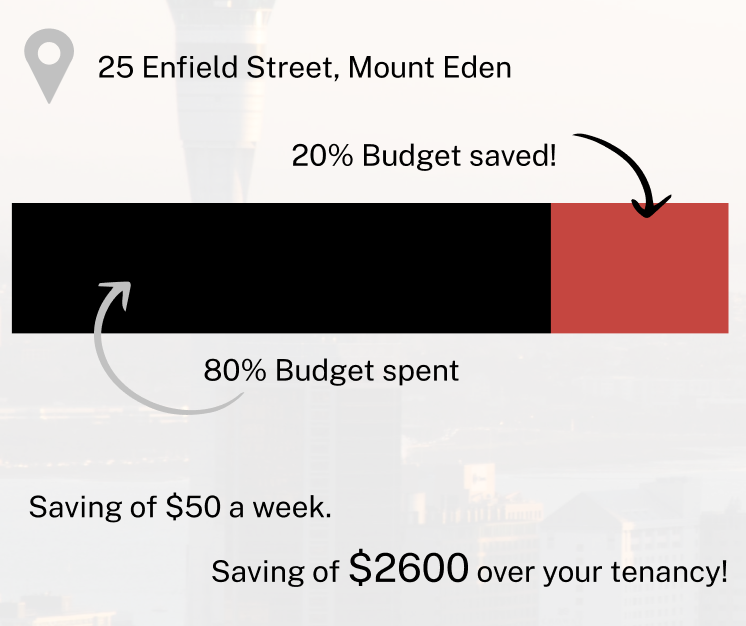 25 Enfield Street, Mount Eden
20% Budget saved!
80% Budget spent
Saving of $50 a week.
Saving of $2600 over your tenancy!